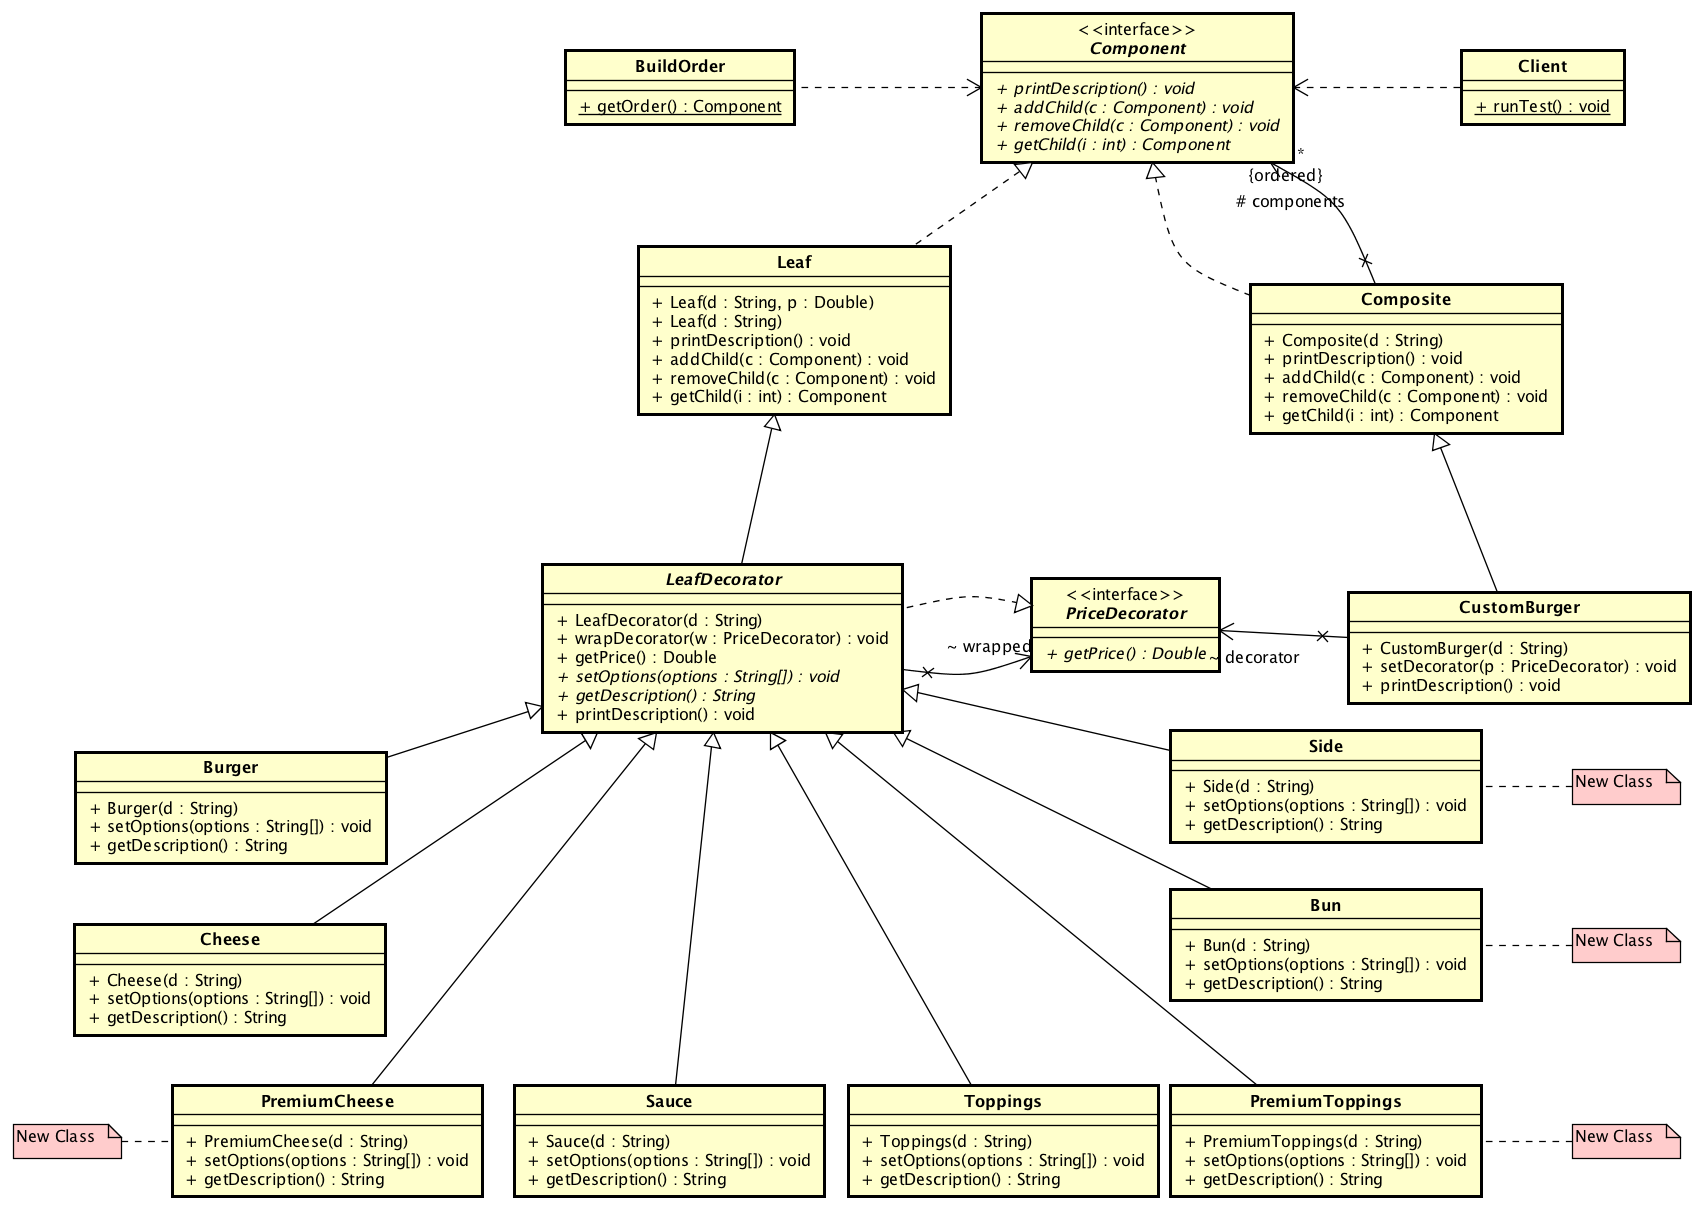 <<interface>>
Component
+ printDescription() : void
+ addChild(c : Component) : void
+ removeChild(c : Component) : void
+ getChild(i : int) : Component
BuildOrder
+ getOrder() : Component
Client
+ runTest() : void
*
{ordered}
# components
Leaf
+ Leaf(d : String, p : Double)
+ Leaf(d : String)
+ printDescription() : void
+ addChild(c : Component) : void
+ removeChild(c : Component) : void
+ getChild(i : int) : Component
Composite
+ Composite(d : String)
+ printDescription() : void
+ addChild(c : Component) : void
+ removeChild(c : Component) : void
+ getChild(i : int) : Component
LeafDecorator
+ LeafDecorator(d : String)
+ wrapDecorator(w : PriceDecorator) : void
+ getPrice() : Double
+ setOptions(options : String[]) : void
+ getDescription() : String
+ printDescription() : void
~ wrapped
<<interface>>
PriceDecorator
+ getPrice() : Double
~ decorator
CustomBurger
+ CustomBurger(d : String)
+ setDecorator(p : PriceDecorator) : void
+ printDescription() : void
Burger
+ Burger(d : String)
+ setOptions(options : String[]) : void
+ getDescription() : String
Side
+ Side(d : String)
+ setOptions(options : String[]) : void
+ getDescription() : String
New Class
Cheese
+ Cheese(d : String)
+ setOptions(options : String[]) : void
+ getDescription() : String
Bun
+ Bun(d : String)
+ setOptions(options : String[]) : void
+ getDescription() : String
New Class
New Class
PremiumCheese
+ PremiumCheese(d : String)
+ setOptions(options : String[]) : void
+ getDescription() : String
Sauce
+ Sauce(d : String)
+ setOptions(options : String[]) : void
+ getDescription() : String
Toppings
+ Toppings(d : String)
+ setOptions(options : String[]) : void
+ getDescription() : String
PremiumToppings
+ PremiumToppings(d : String)
+ setOptions(options : String[]) : void
+ getDescription() : String
New Class